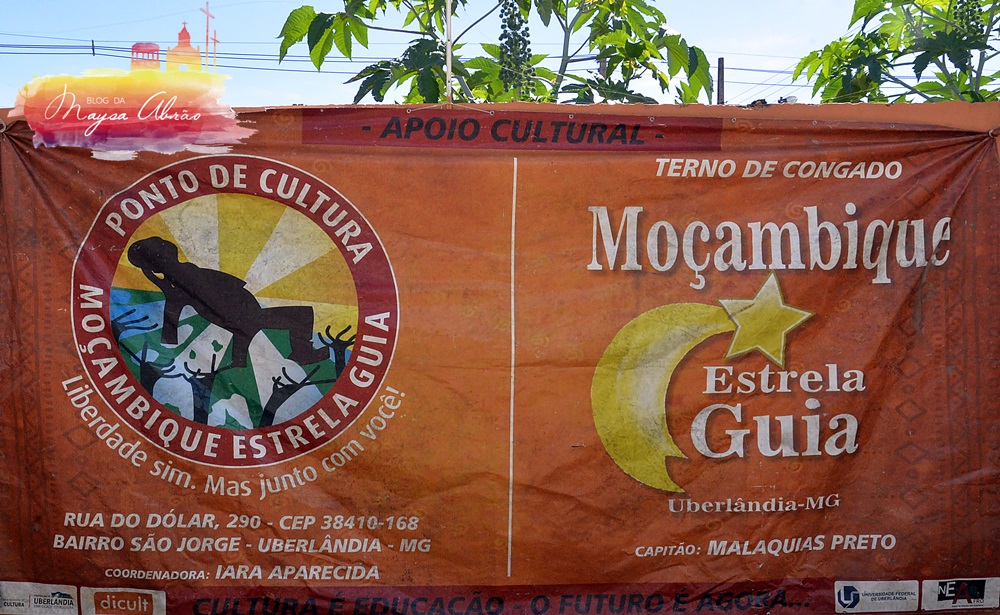 BLOG DA
Maysa Abrão
- APOIO CULTURAL -
PONTO DE CULTURA
MOÇAMBIQUE ESTRELA GUIA
Liberdade sim. Mas junto com você!
RUA DO DÓLAR, 290 - CEP 38410-168
BAIRRO SÃO JORGE - UBERLÂNDIA - MG
COORDENADORA: IARA APARECIDA
TERNO DE CONGADO
Moçambique
Estrela
Guia
Uberlândia-MG
CAPITÃO: MALAQUIAS PRETO
CULTURA É EDUCAÇÃO... O FUTURO É AGORA...
CULTURA
UBERLÂNDIA
dicult
UNIVERSIDADE FEDERAL
DE UBERLÂNDIA